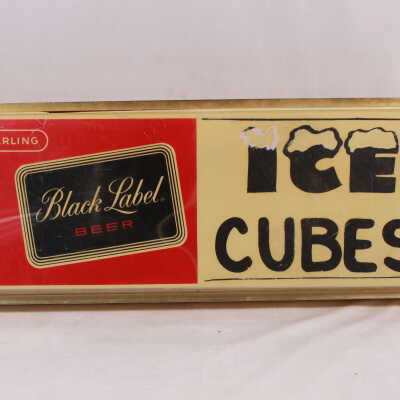 RLING
Black Label
BEER
ICE
CUBES